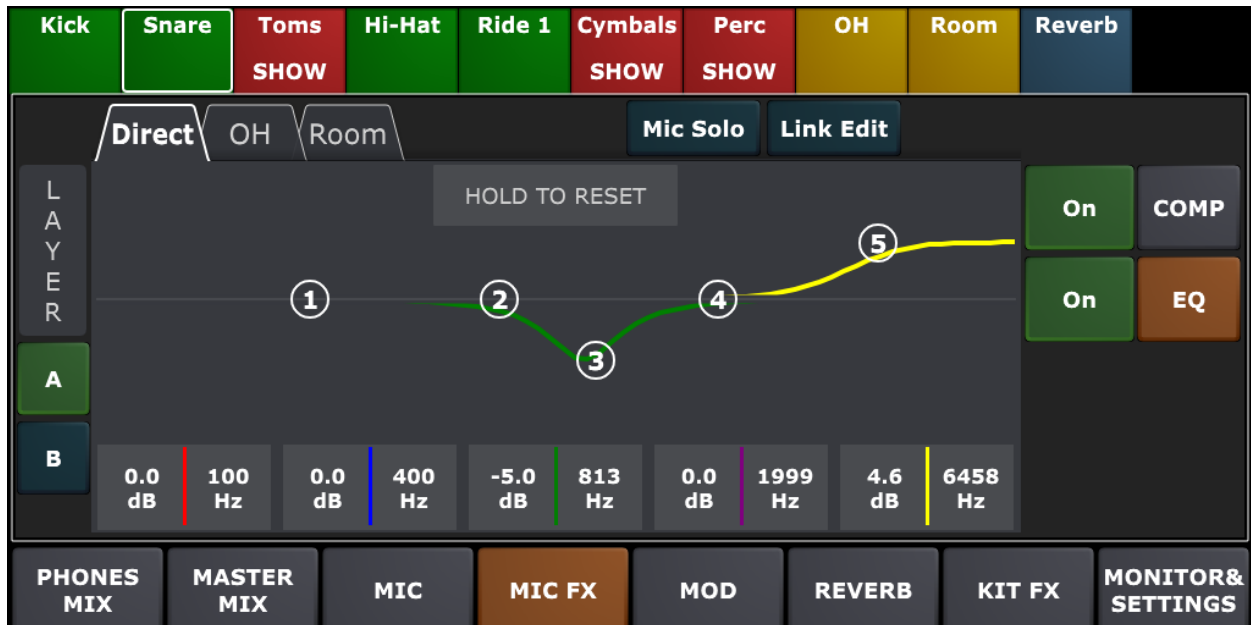 Kick Snare Toms Hi-Hat Ride 1 Cymbals Perc OH Room Reverb
SHOW SHOW SHOW
Direct OH Room Mic Solo Link Edit
HOLD TO RESET
L
A
Y
E
R
On COMP
5
1 2 4
On EQ
3
A
B
0.0 100 0.0 400 -5.0 813 0.0 1999 4.6 6458
dB Hz dB Hz dB Hz dB Hz dB Hz
PHONES MASTER MIC MIC FX MOD REVERB KIT FX MONITOR&
MIX MIX SETTINGS